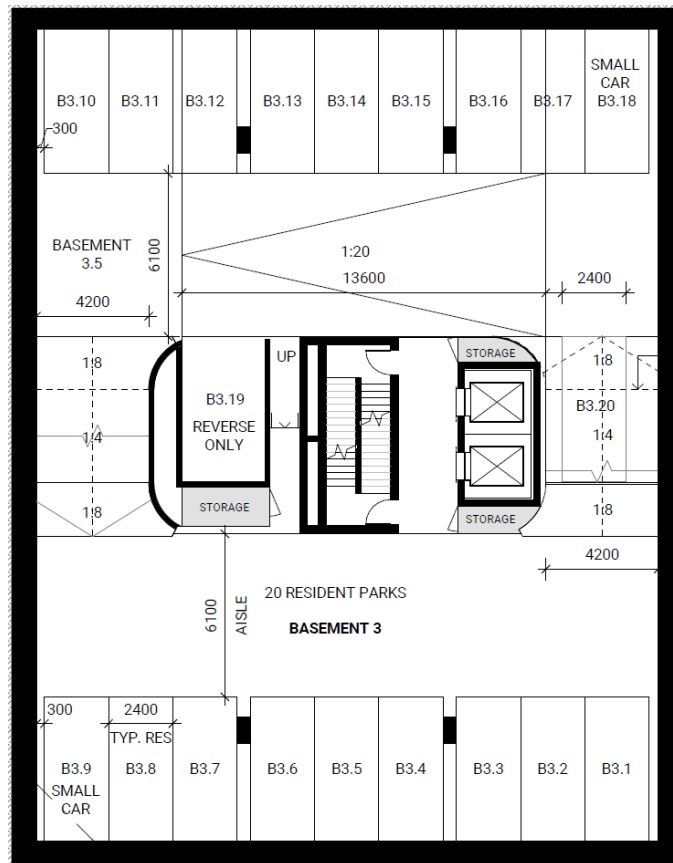 B3.10
B3.11
B3.12
B3.13
B3.14
B3.15
B3.16
B3.17
SMALL
CAR
B3.18
300
BASEMENT
3.5
6100
1:20
13600
4200
2400
1:8
1:4
1:8
B3.19
REVERSE
ONLY
UP
STORAGE
STORAGE
STORAGE
1:8
B3.20
1:4
1:8
4200
6100
AISLE
20 RESIDENT PARKS
BASEMENT 3
300
2400
TYP. RES
B3.9
SMALL
CAR
B3.8
B3.7
B3.6
B3.5
B3.4
B3.3
B3.2
B3.1